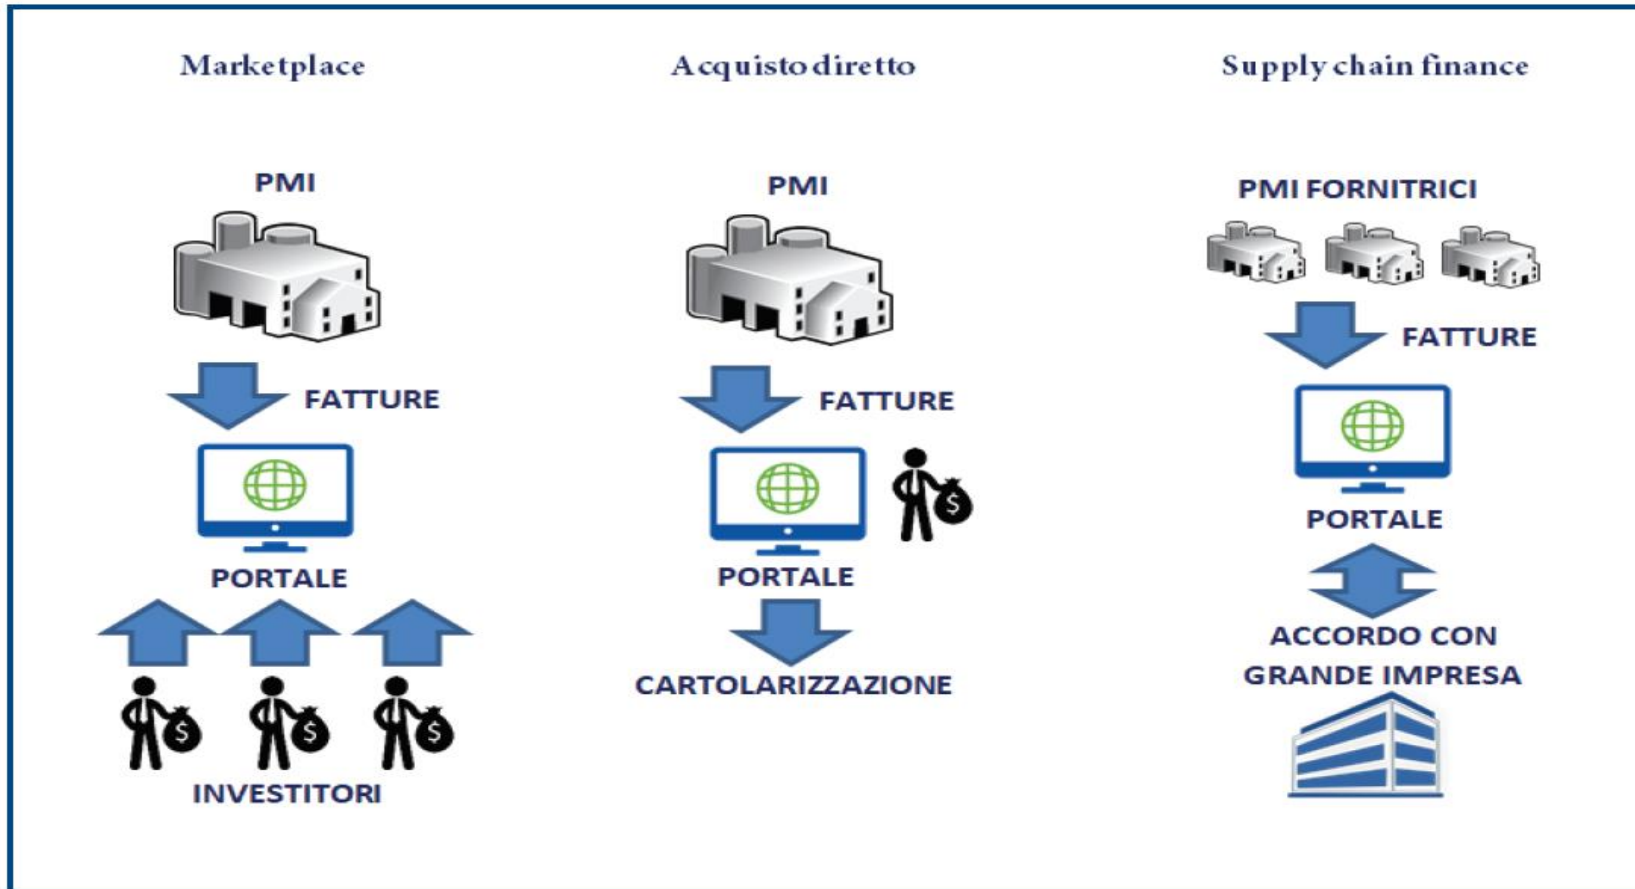 Marketplace
PMI
FATTURE
PORTALE
INVESTITORI
Acquisto diretto
PMI
FATTURE
PORTALE
CARTOLARIZZAZIONE
Supply chain finance
PMI FORNITRICI
FATTURE
PORTALE
ACCORDO CON
GRANDE IMPRESA